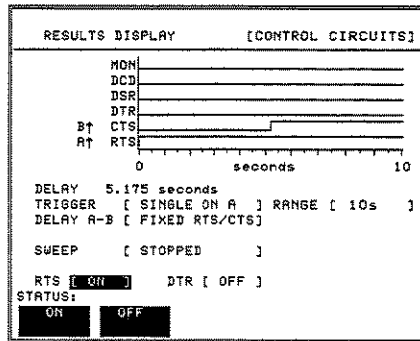 RESULTS DISPLAY [CONTROL CIRCUITS]
MON
DCD
DSR
DTR
B↑ CTS
A↑ RTS
0 seconds 10
DELAY 5.175 seconds
TRIGGER [ SINGLE ON A ] RANGE [ 10s ]
DELAY A-B [ FIXED RTS/CTS]
SWEEP [ STOPPED ]
RTS [ ON ] DTR [ OFF ]
STATUS:
ON OFF